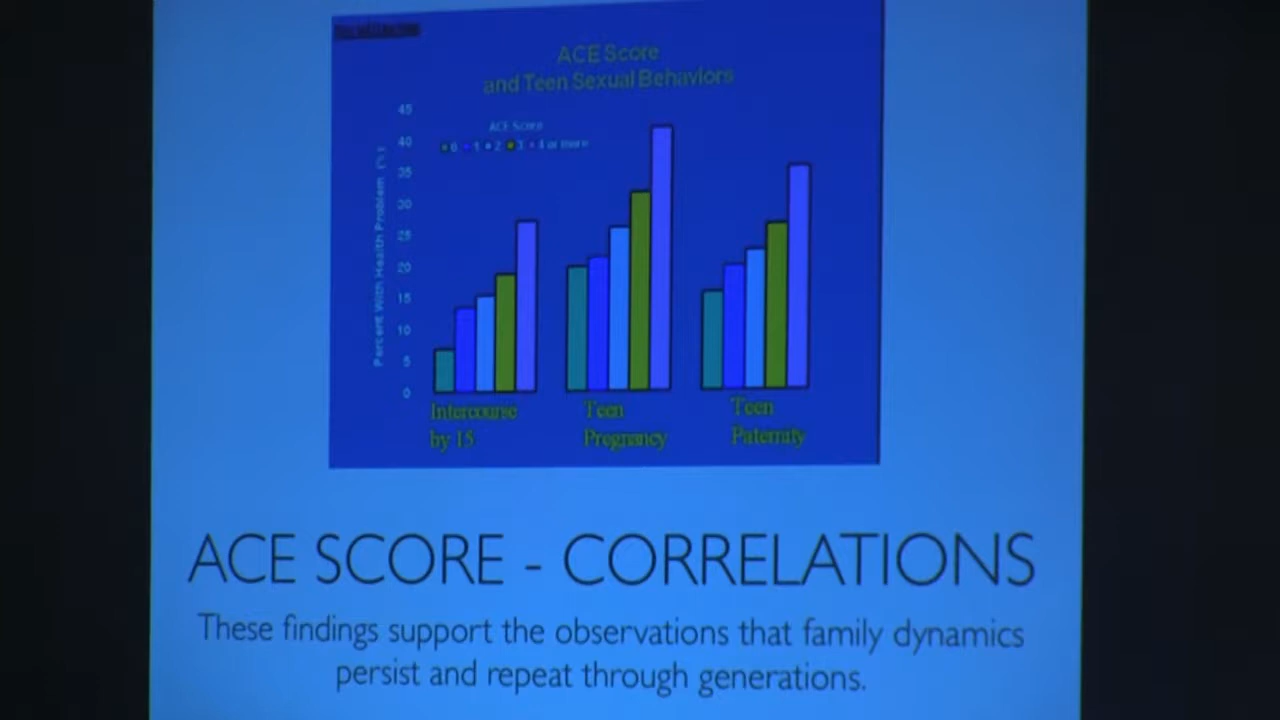 ACE Score
and Teen Sexual Behaviors
ACE Score
0 1 2 3 4 or more
Percent With Health Problem (%)
45
40
35
30
25
20
15
10
5
0
Intercourse
by 15
Teen
Pregnancy
Teen
Paternity
ACE SCORE - CORRELATIONS
These findings support the observations that family dynamics
persist and repeat through generations.